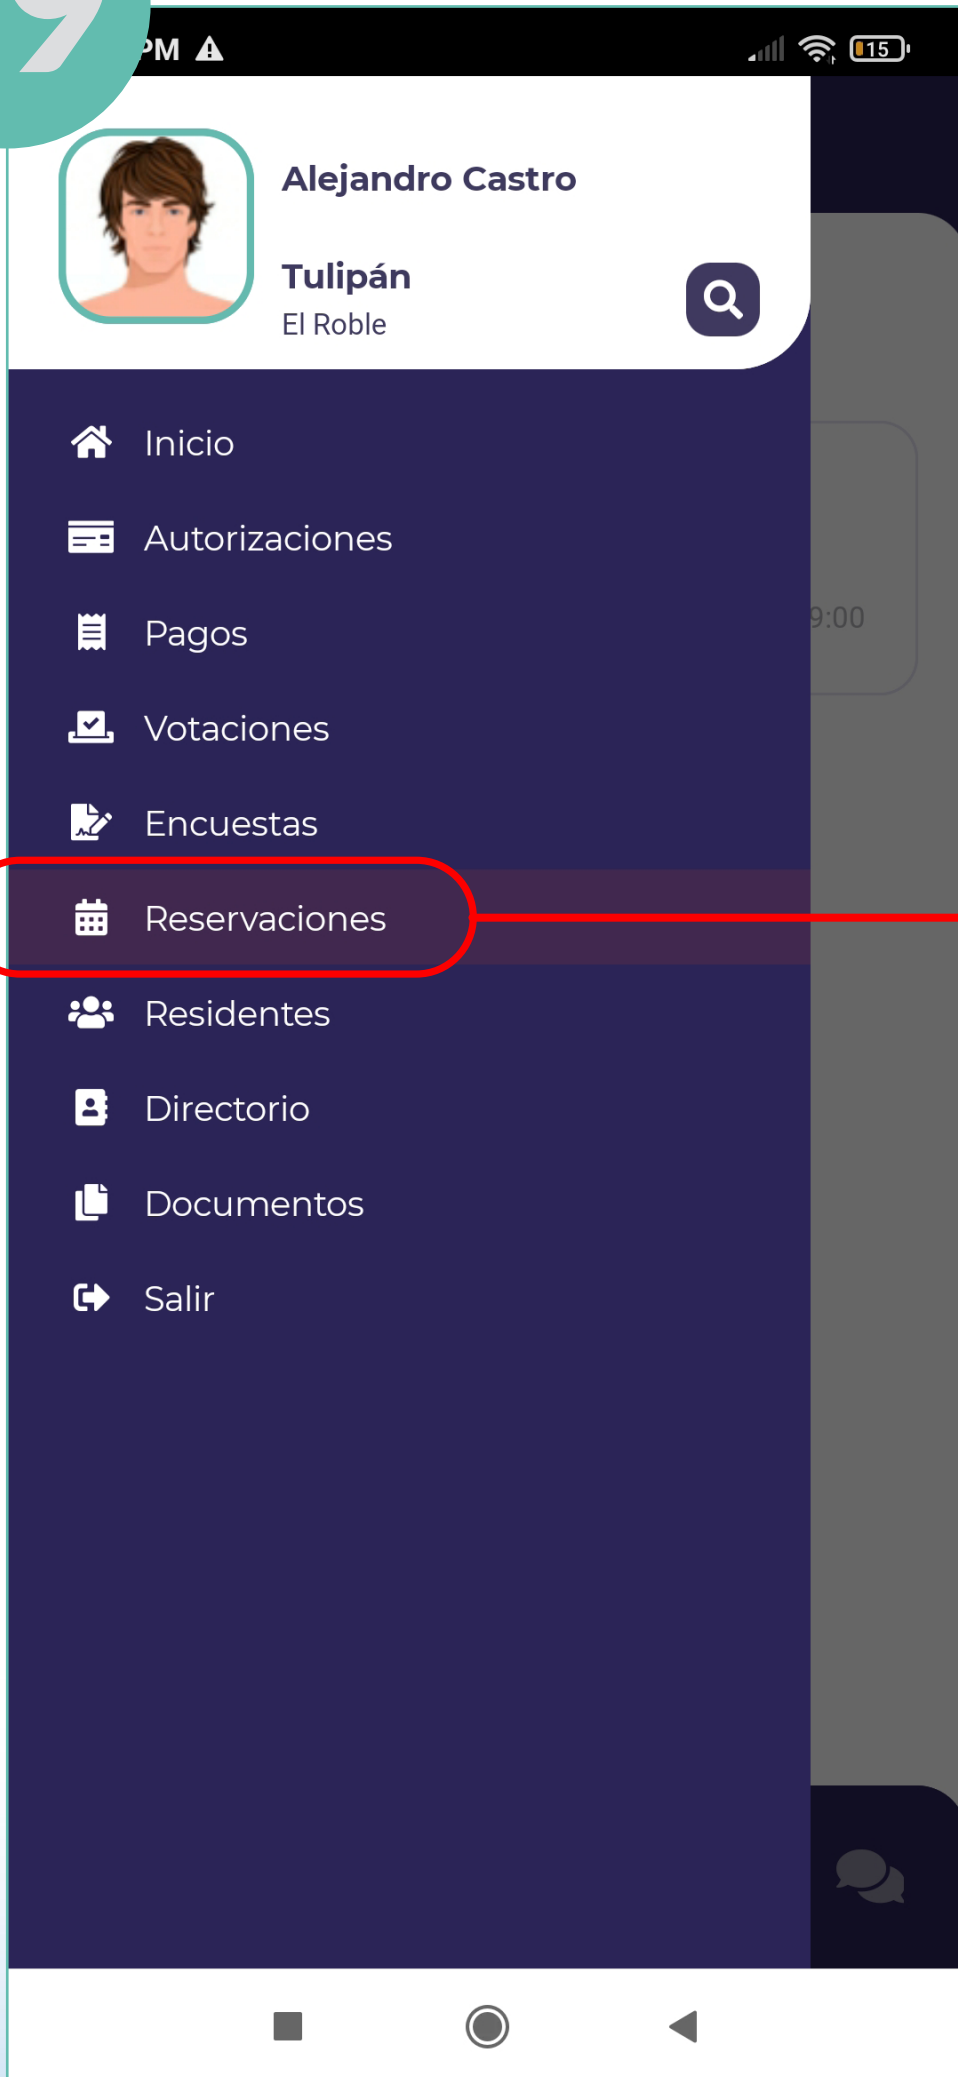 9
PM
15
Alejandro Castro
Tulipán
El Roble
Inicio
Autorizaciones
9:00
Pagos
Votaciones
Encuestas
Reservaciones
Residentes
Directorio
Documentos
Salir